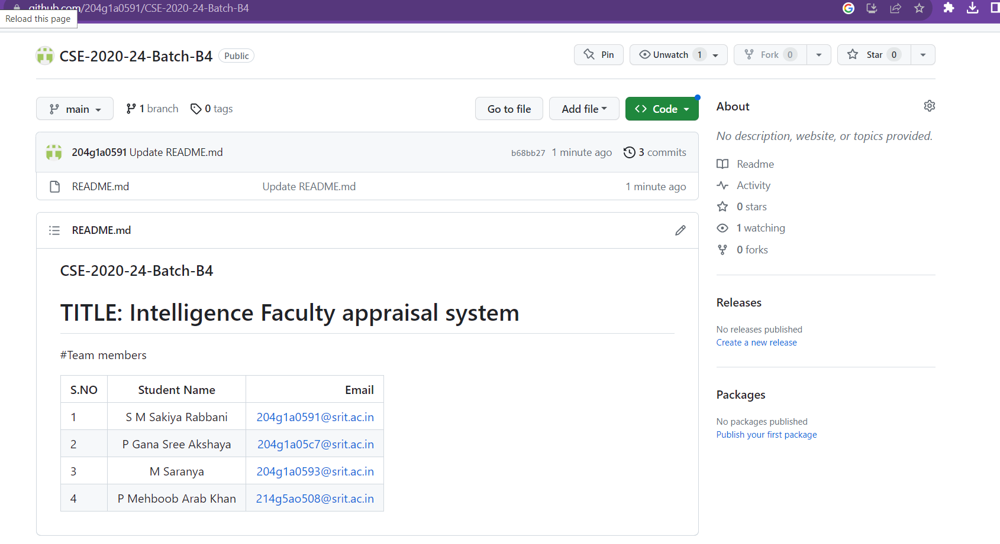 github.com/204g1a0591/CSE-2020-24-Batch-B4
Reload this page
CSE-2020-24-Batch-B4 Public
Pin
Unwatch 1
Fork 0
Star 0
main
1 branch
0 tags
Go to file
Add file
Code
204g1a0591 Update README.md b68bb27 1 minute ago 3 commits
README.md Update README.md 1 minute ago
README.md
CSE-2020-24-Batch-B4
TITLE: Intelligence Faculty appraisal system
#Team members
S.NO Student Name Email
1 S M Sakiya Rabbani 204g1a0591@srit.ac.in
2 P Gana Sree Akshaya 204g1a05c7@srit.ac.in
3 M Saranya 204g1a0593@srit.ac.in
4 P Mehboob Arab Khan 214g5ao508@srit.ac.in
About
No description, website, or topics provided.
Readme
Activity
0 stars
1 watching
0 forks
Releases
No releases published
Create a new release
Packages
No packages published
Publish your first package